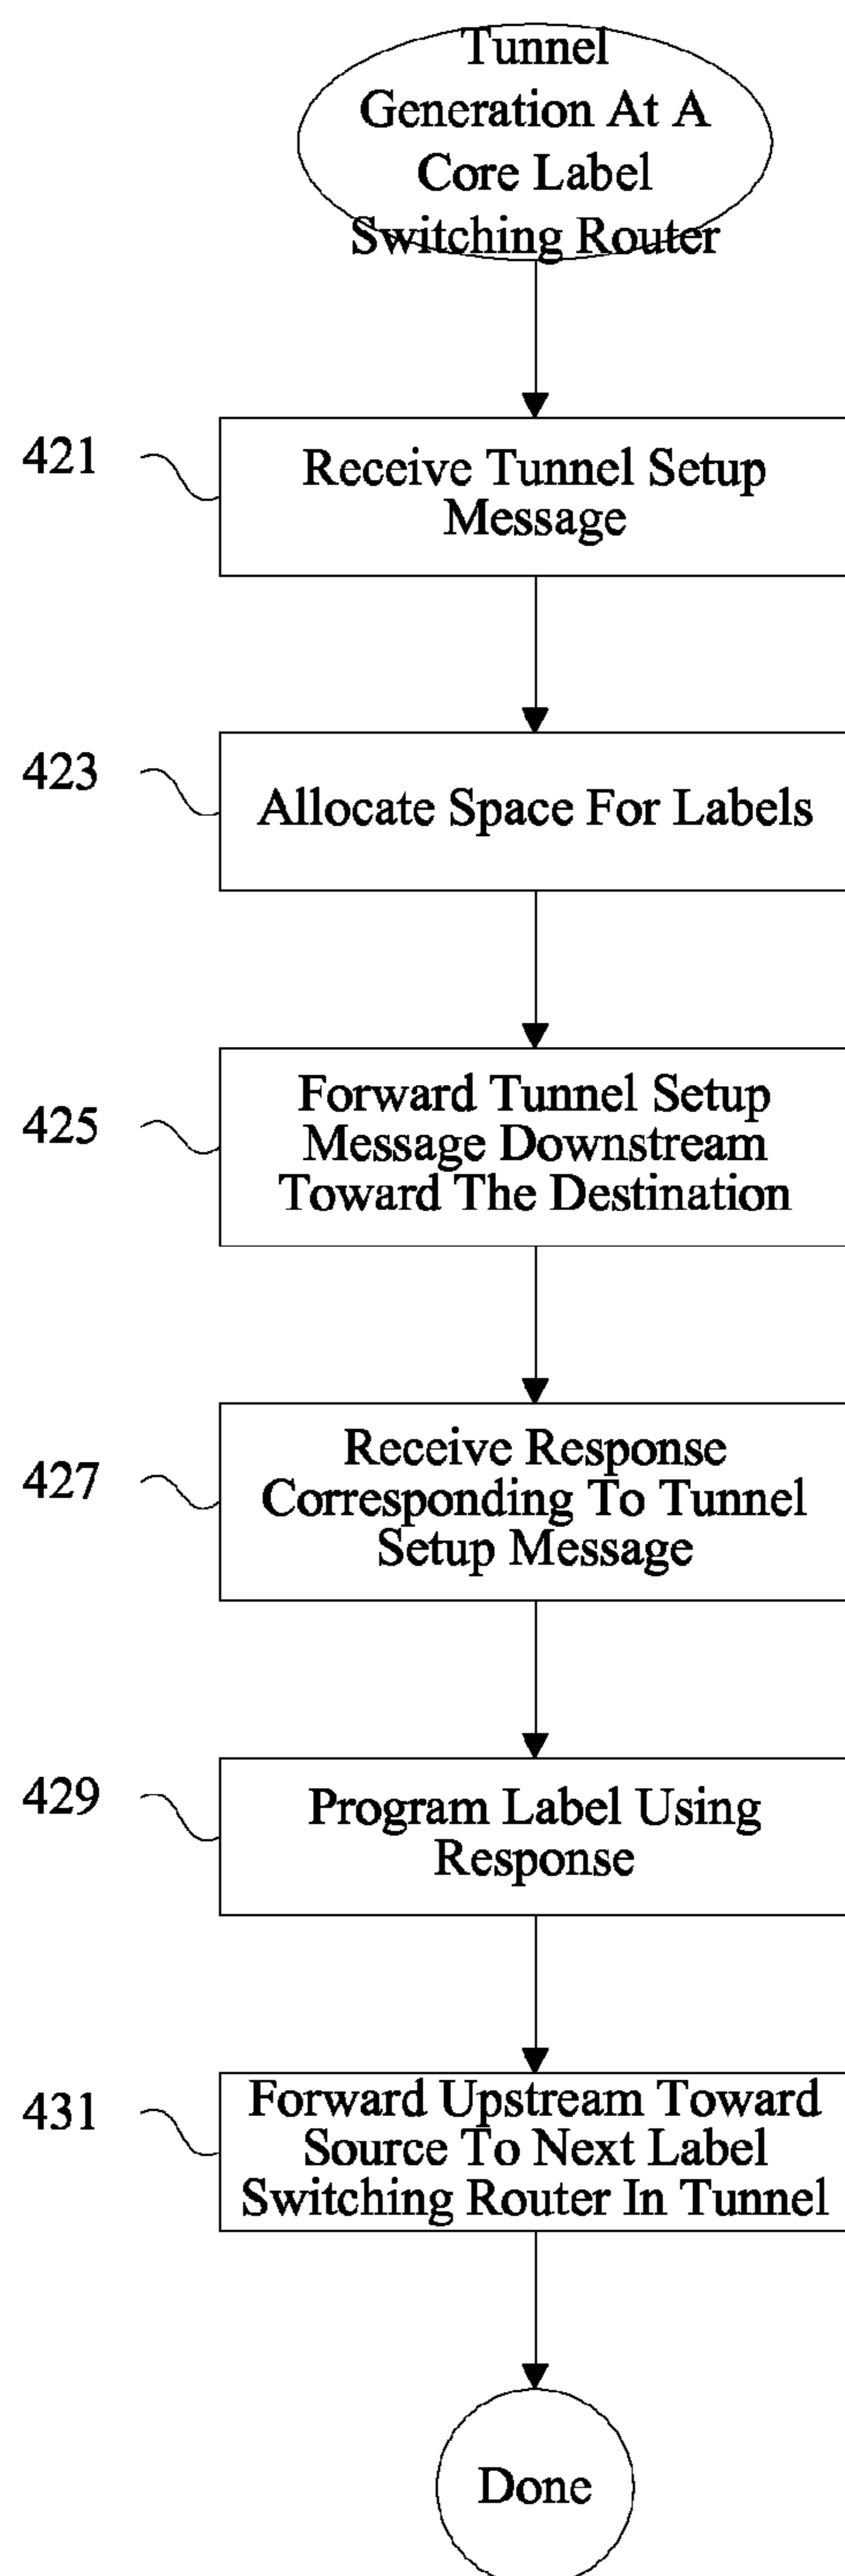 Tunnel
Generation At A
Core Label
Switching Router
421
Receive Tunnel Setup
Message
423
Allocate Space For Labels
425
Forward Tunnel Setup
Message Downstream
Toward The Destination
427
Receive Response
Corresponding To Tunnel
Setup Message
429
Program Label Using
Response
431
Forward Upstream Toward
Source To Next Label
Switching Router In Tunnel
Done